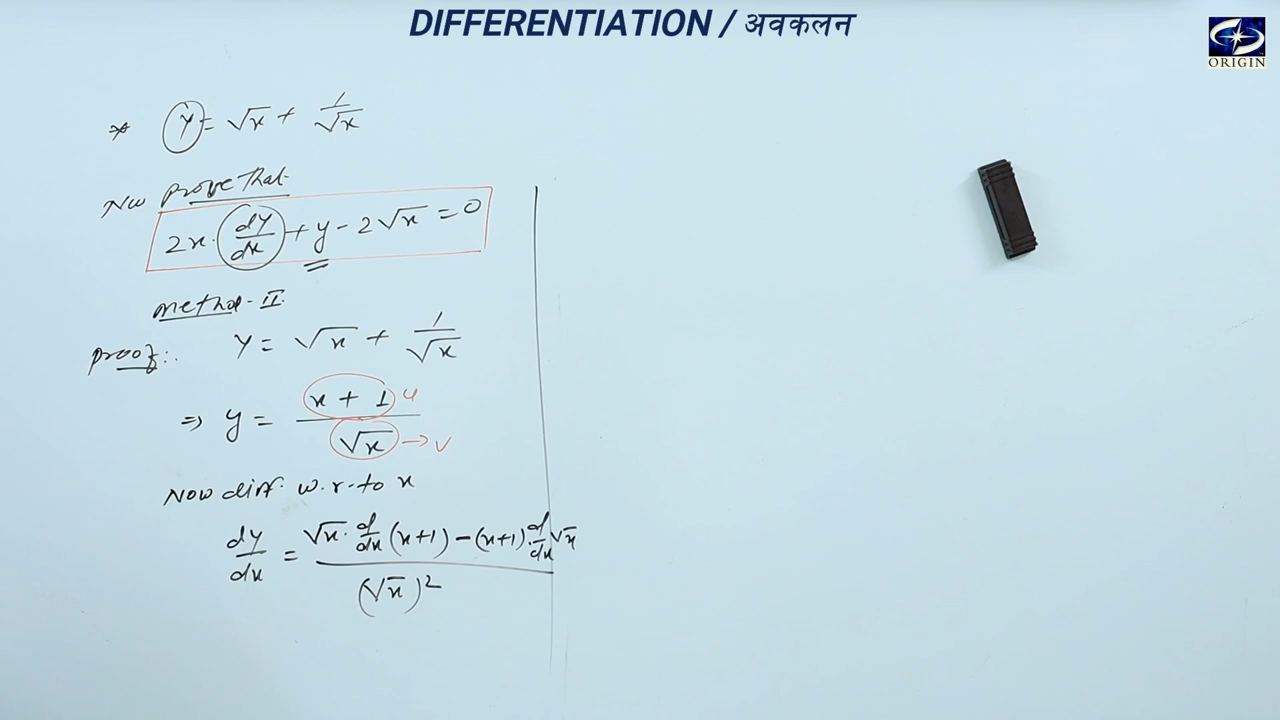 DIFFERENTIATION / अवकलन
ORIGIN
* y = √x + 1/√x
Now prove that
2x. (dy/dx) + y - 2√x = 0
Method-II.
Proof:. y = √x + 1/√x
⇒ y = (x + 1)/√x u → v
Now diff. w.r.to x
dy/dx = (√x. d/dx (x+1) - (x+1). d/dx √x)/(√x)²